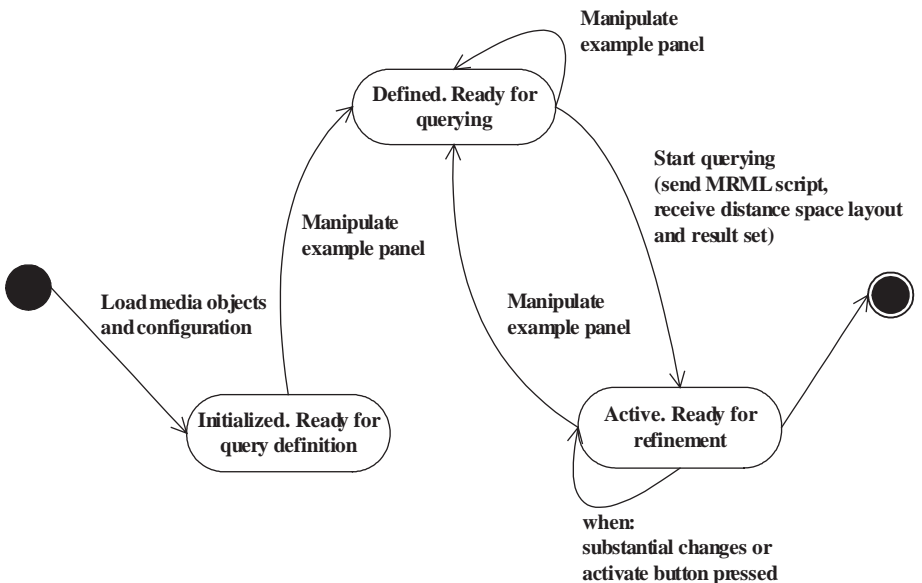 Manipulate
example panel
Defined. Ready for
querying
Start querying
(send MRML script,
receive distance space layout
and result set)
Manipulate
example panel
Load media objects
and configuration
Manipulate
example panel
Initialized. Ready for
query definition
Active. Ready for
refinement
when:
substantial changes or
activate button pressed